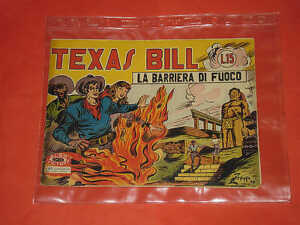 TEXAS BILL
L.15
LA BARRIERA DI FUOCO